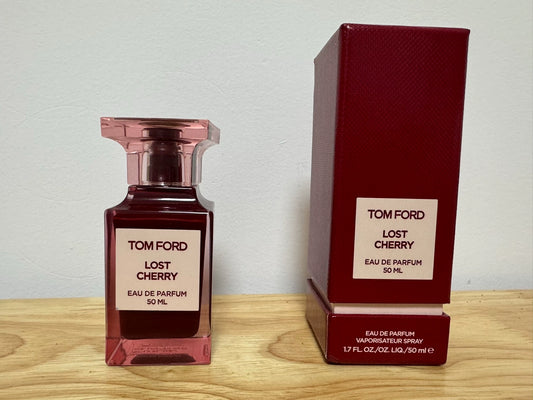 TOM FORD
LOST
CHERRY
EAU DE PARFUM
50 ML
TOM FORD
LOST
CHERRY
EAU DE PARFUM
50 ML
EAU DE PARFUM
VAPORISATEUR SPRAY
1.7 FL. OZ./OZ. LIQ./50 ml ℮